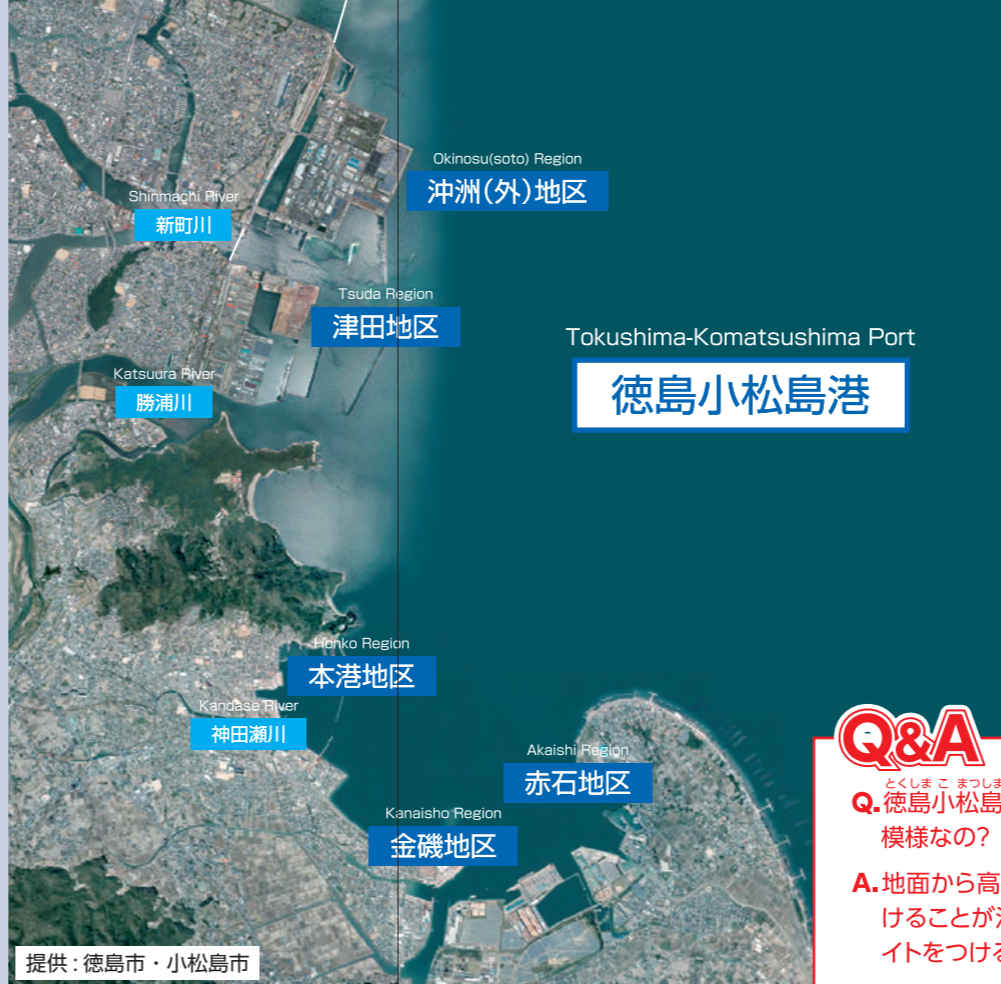 Okinosu(soto) Region
沖洲(外)地区
Shinmachi River
新町川
Tsuda Region
津田地区
Tokushima-Komatsushima Port
徳島小松島港
Katsuura River
勝浦川
Honko Region
本港地区
Kandase River
神田瀬川
Akaishi Region
赤石地区
Kanaisho Region
金磯地区
Q&A
とくしま こ まつしま
Q.徳島小松島
模様なの?
A.地面から高
けることが
イトをつける
提供:徳島市・小松島市